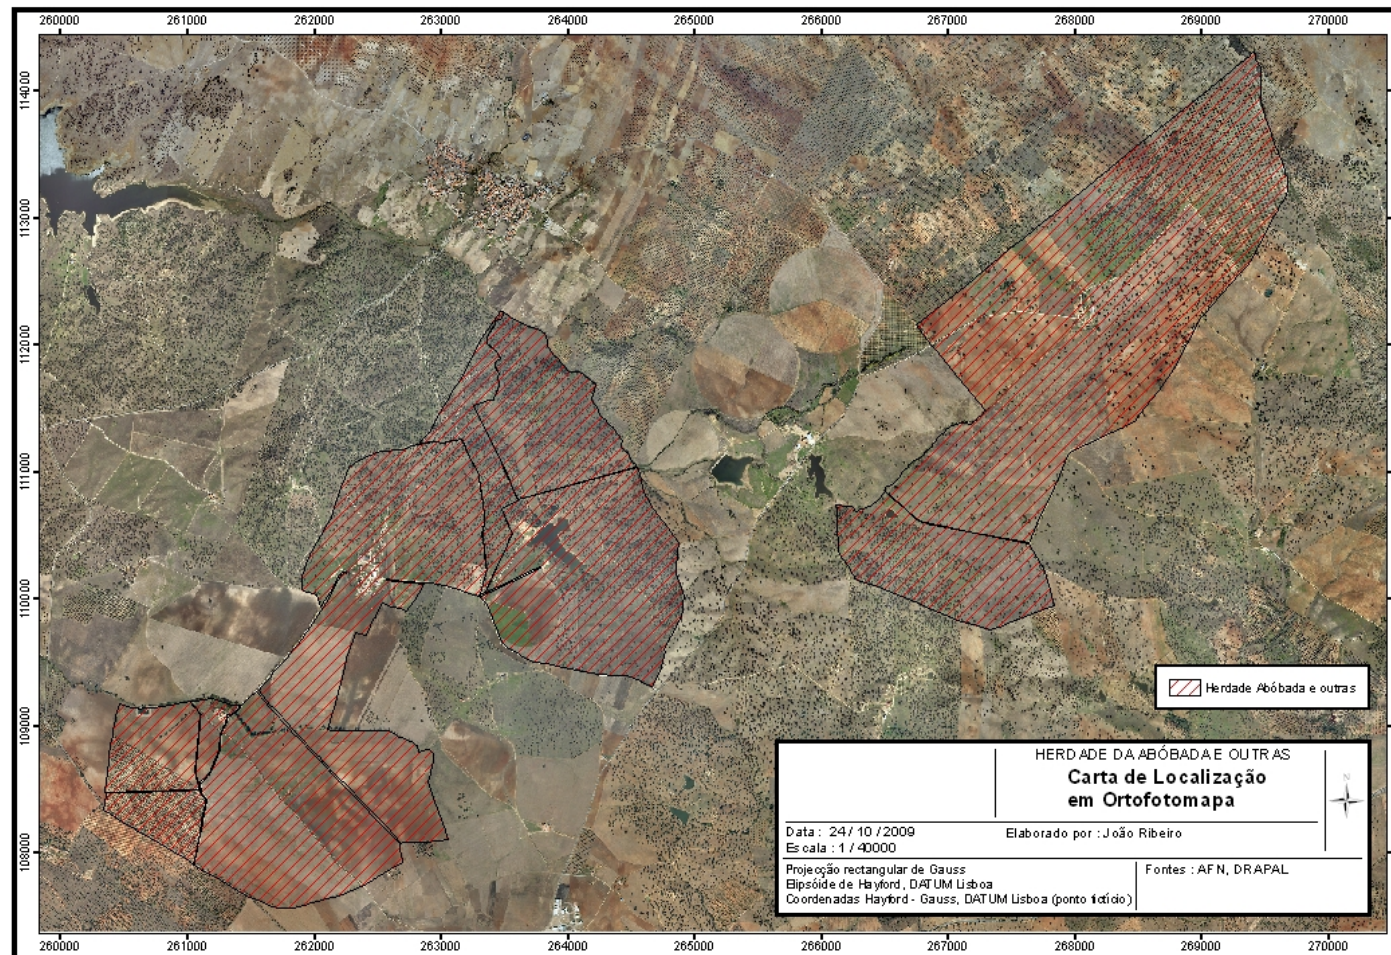 260000 261000 262000 263000 264000 265000 266000 267000 268000 269000 270000
114000
113000
112000
111000
110000
109000
108000
Herdade Abóbada e outras
HERDADE DA ABÓBADA E OUTRAS
Carta de Localização
em Ortofotomapa
N
Data : 24 / 10 / 2009
Elaborado por : João Ribeiro
Escala : 1 / 40000
Projecção rectangular de Gauss
Elipsóide de Hayford, DATUM Lisboa
Coordenadas Hayford - Gauss, DATUM Lisboa (ponto fictício)
Fontes : AFN, DRAPAL
260000 261000 262000 263000 264000 265000 266000 267000 268000 269000 270000